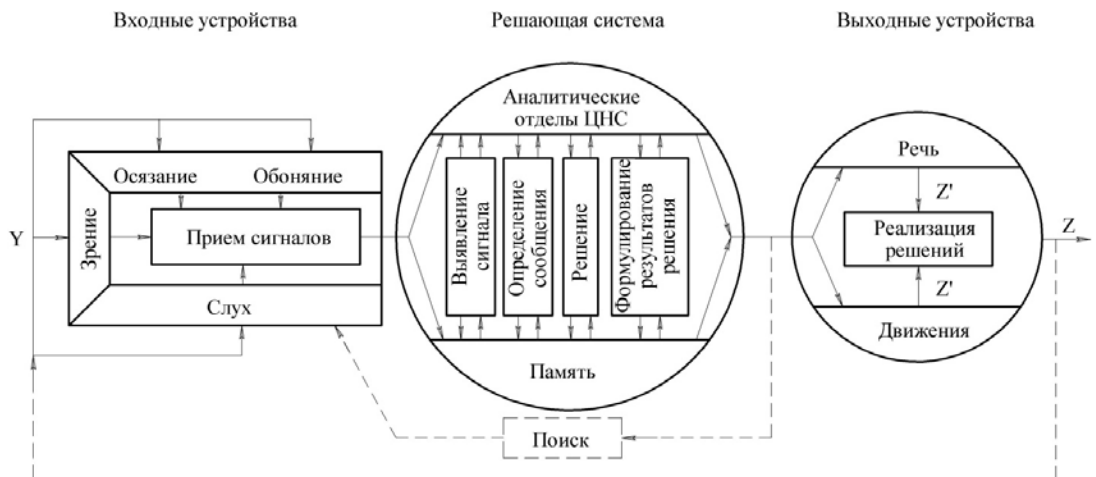 Входные устройства
Решающая система
Выходные устройства
Аналитические
отделы ЦНС
Осязание
Обоняние
Y
Зрение
Прием сигналов
Слух
Выявление
сигнала
Определение
сообщения
Решение
Формулирование
результатов
решения
Память
Поиск
Речь
Z'
Реализация
решений
Z'
Движения
Z